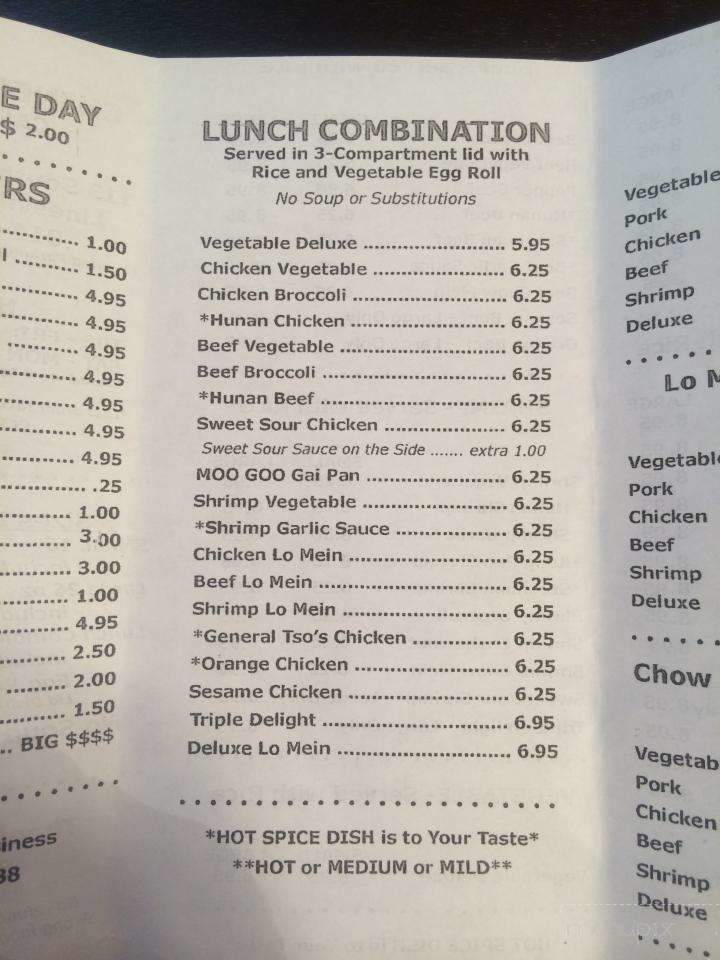 E DAY
$ 2.00
RS
1.00
1.50
4.95
4.95
4.95
4.95
4.95
4.95
4.95
.25
1.00
3.00
3.00
1.00
4.95
2.50
2.00
1.50
BIG $$$$
iness
38
LUNCH COMBINATION
Served in 3-Compartment lid with
Rice and Vegetable Egg Roll
No Soup or Substitutions
Vegetable Deluxe ........................... 5.95
Chicken Vegetable ......................... 6.25
Chicken Broccoli ............................. 6.25
*Hunan Chicken ............................. 6.25
Beef Vegetable ............................... 6.25
Beef Broccoli ................................... 6.25
*Hunan Beef ................................... 6.25
Sweet Sour Chicken ....................... 6.25
Sweet Sour Sauce on the Side ....... extra 1.00
MOO GOO Gai Pan .......................... 6.25
Shrimp Vegetable ........................... 6.25
*Shrimp Garlic Sauce ..................... 6.25
Chicken Lo Mein ............................. 6.25
Beef Lo Mein ................................... 6.25
Shrimp Lo Mein ............................... 6.25
*General Tso's Chicken ................... 6.25
*Orange Chicken ............................. 6.25
Sesame Chicken .............................. 6.25
Triple Delight .................................. 6.95
Deluxe Lo Mein ............................... 6.95
*HOT SPICE DISH is to Your Taste*
**HOT or MEDIUM or MILD**
Vegetable
Pork
Chicken
Beef
Shrimp
Deluxe
Lo M
Vegetable
Pork
Chicken
Beef
Shrimp
Deluxe
Chow
Vegetab
Pork
Chicken
Beef
Shrimp
Deluxe